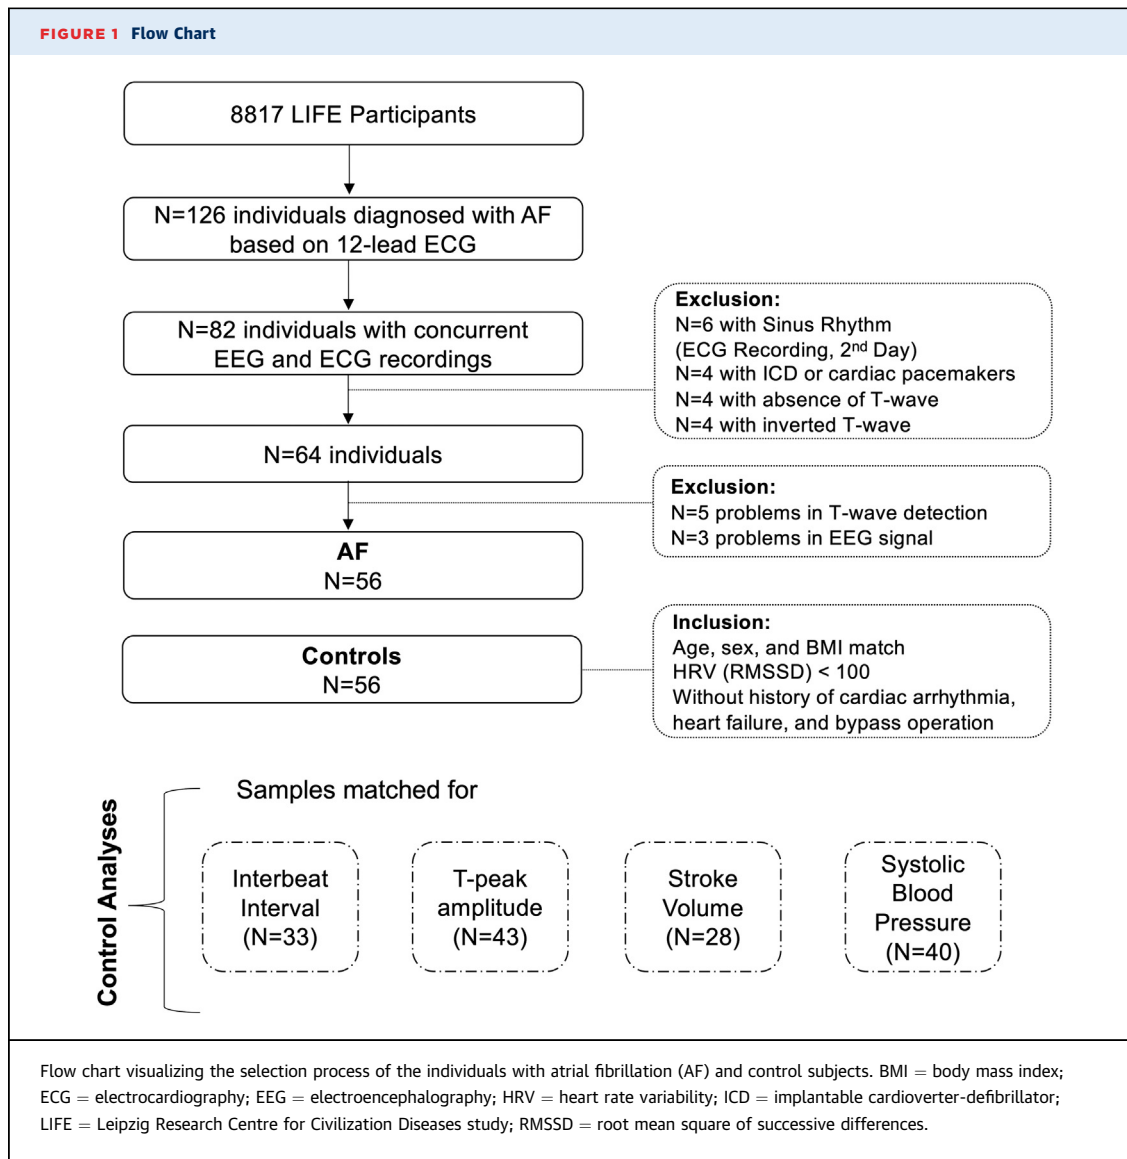 FIGURE 1 Flow Chart
8817 LIFE Participants
N=126 individuals diagnosed with AF
based on 12-lead ECG
N=82 individuals with concurrent
EEG and ECG recordings
Exclusion:
N=6 with Sinus Rhythm
(ECG Recording, 2nd Day)
N=4 with ICD or cardiac pacemakers
N=4 with absence of T-wave
N=4 with inverted T-wave
N=64 individuals
Exclusion:
N=5 problems in T-wave detection
N=3 problems in EEG signal
AF
N=56
Controls
N=56
Inclusion:
Age, sex, and BMI match
HRV (RMSSD) < 100
Without history of cardiac arrhythmia,
heart failure, and bypass operation
Control Analyses
Samples matched for
Interbeat
Interval
(N=33)
T-peak
amplitude
(N=43)
Stroke
Volume
(N=28)
Systolic
Blood
Pressure
(N=40)
Flow chart visualizing the selection process of the individuals with atrial fibrillation (AF) and control subjects. BMI = body mass index;
ECG = electrocardiography; EEG = electroencephalography; HRV = heart rate variability; ICD = implantable cardioverter-defibrillator;
LIFE = Leipzig Research Centre for Civilization Diseases study; RMSSD = root mean square of successive differences.